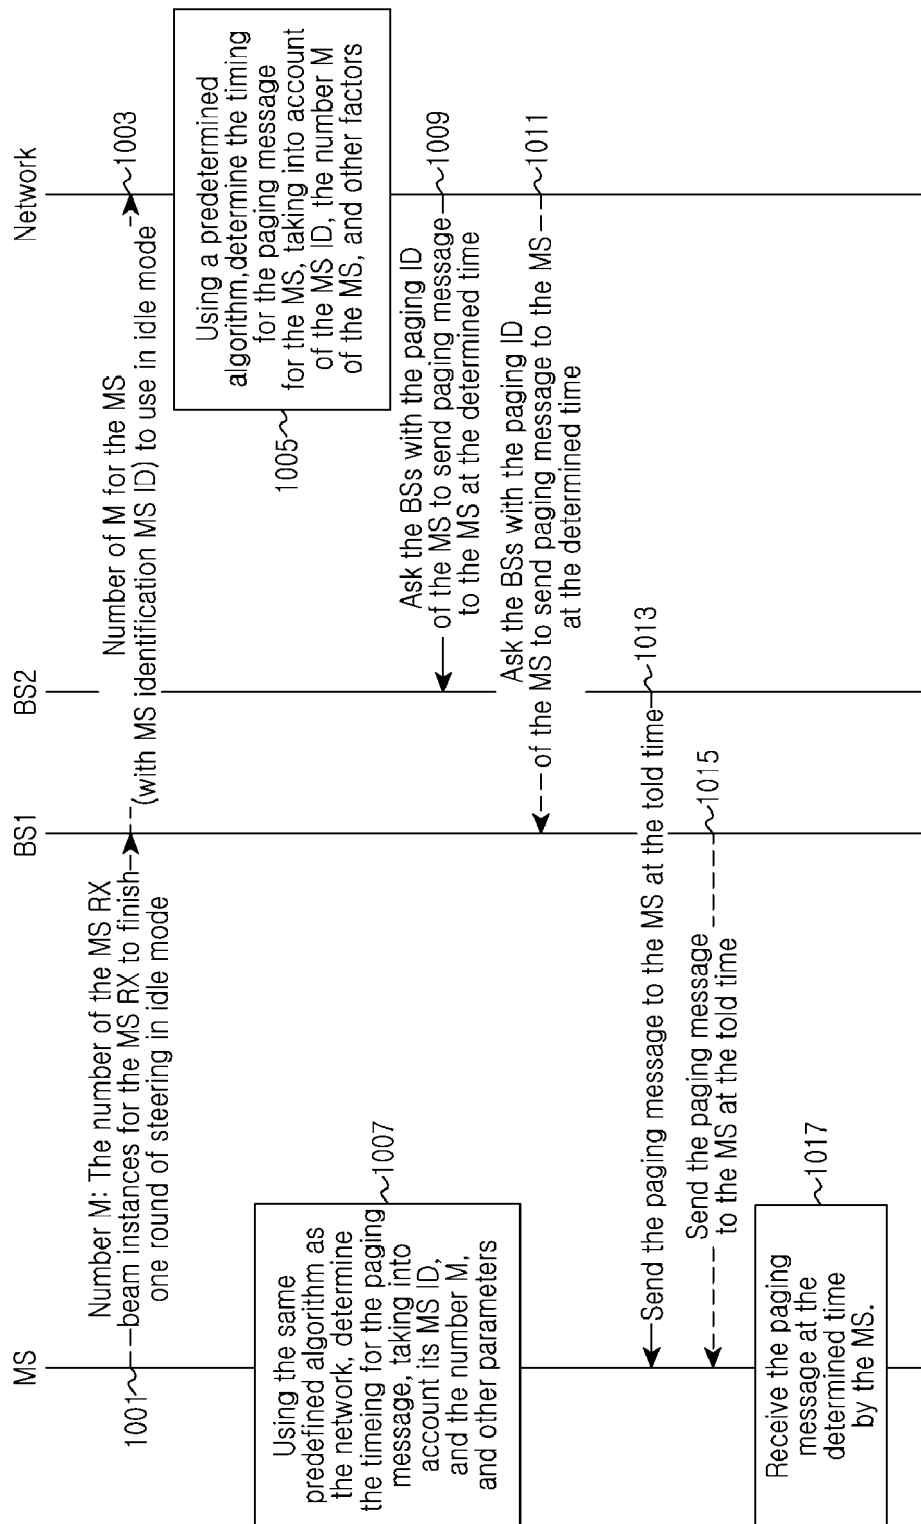 MS
BS1
BS2
Network
Number M: The number of the MS RX
beam instances for the MS RX to finish
one round of steering in idle mode
1001
Number of M for the MS
(with MS identification MS ID) to use in idle mode
1003
Using a predetermined
algorithm,determine the timing
for the paging message
for the MS, taking into account
of the MS ID, the number M
of the MS, and other factors
1005
Using the same
predefined algorithm as
the network, determine
the timeing for the paging
message, taking into
account its MS ID,
and the number M,
and other parameters
1007
Ask the BSs with the paging ID
of the MS to send paging message
to the MS at the determined time
1009
Ask the BSs with the paging ID
of the MS to send paging message to the MS
at the determined time
1011
Send the paging message to the MS at the told time
1013
Send the paging message
to the MS at the told time
1015
Receive the paging
message at the
determined time
by the MS.
1017